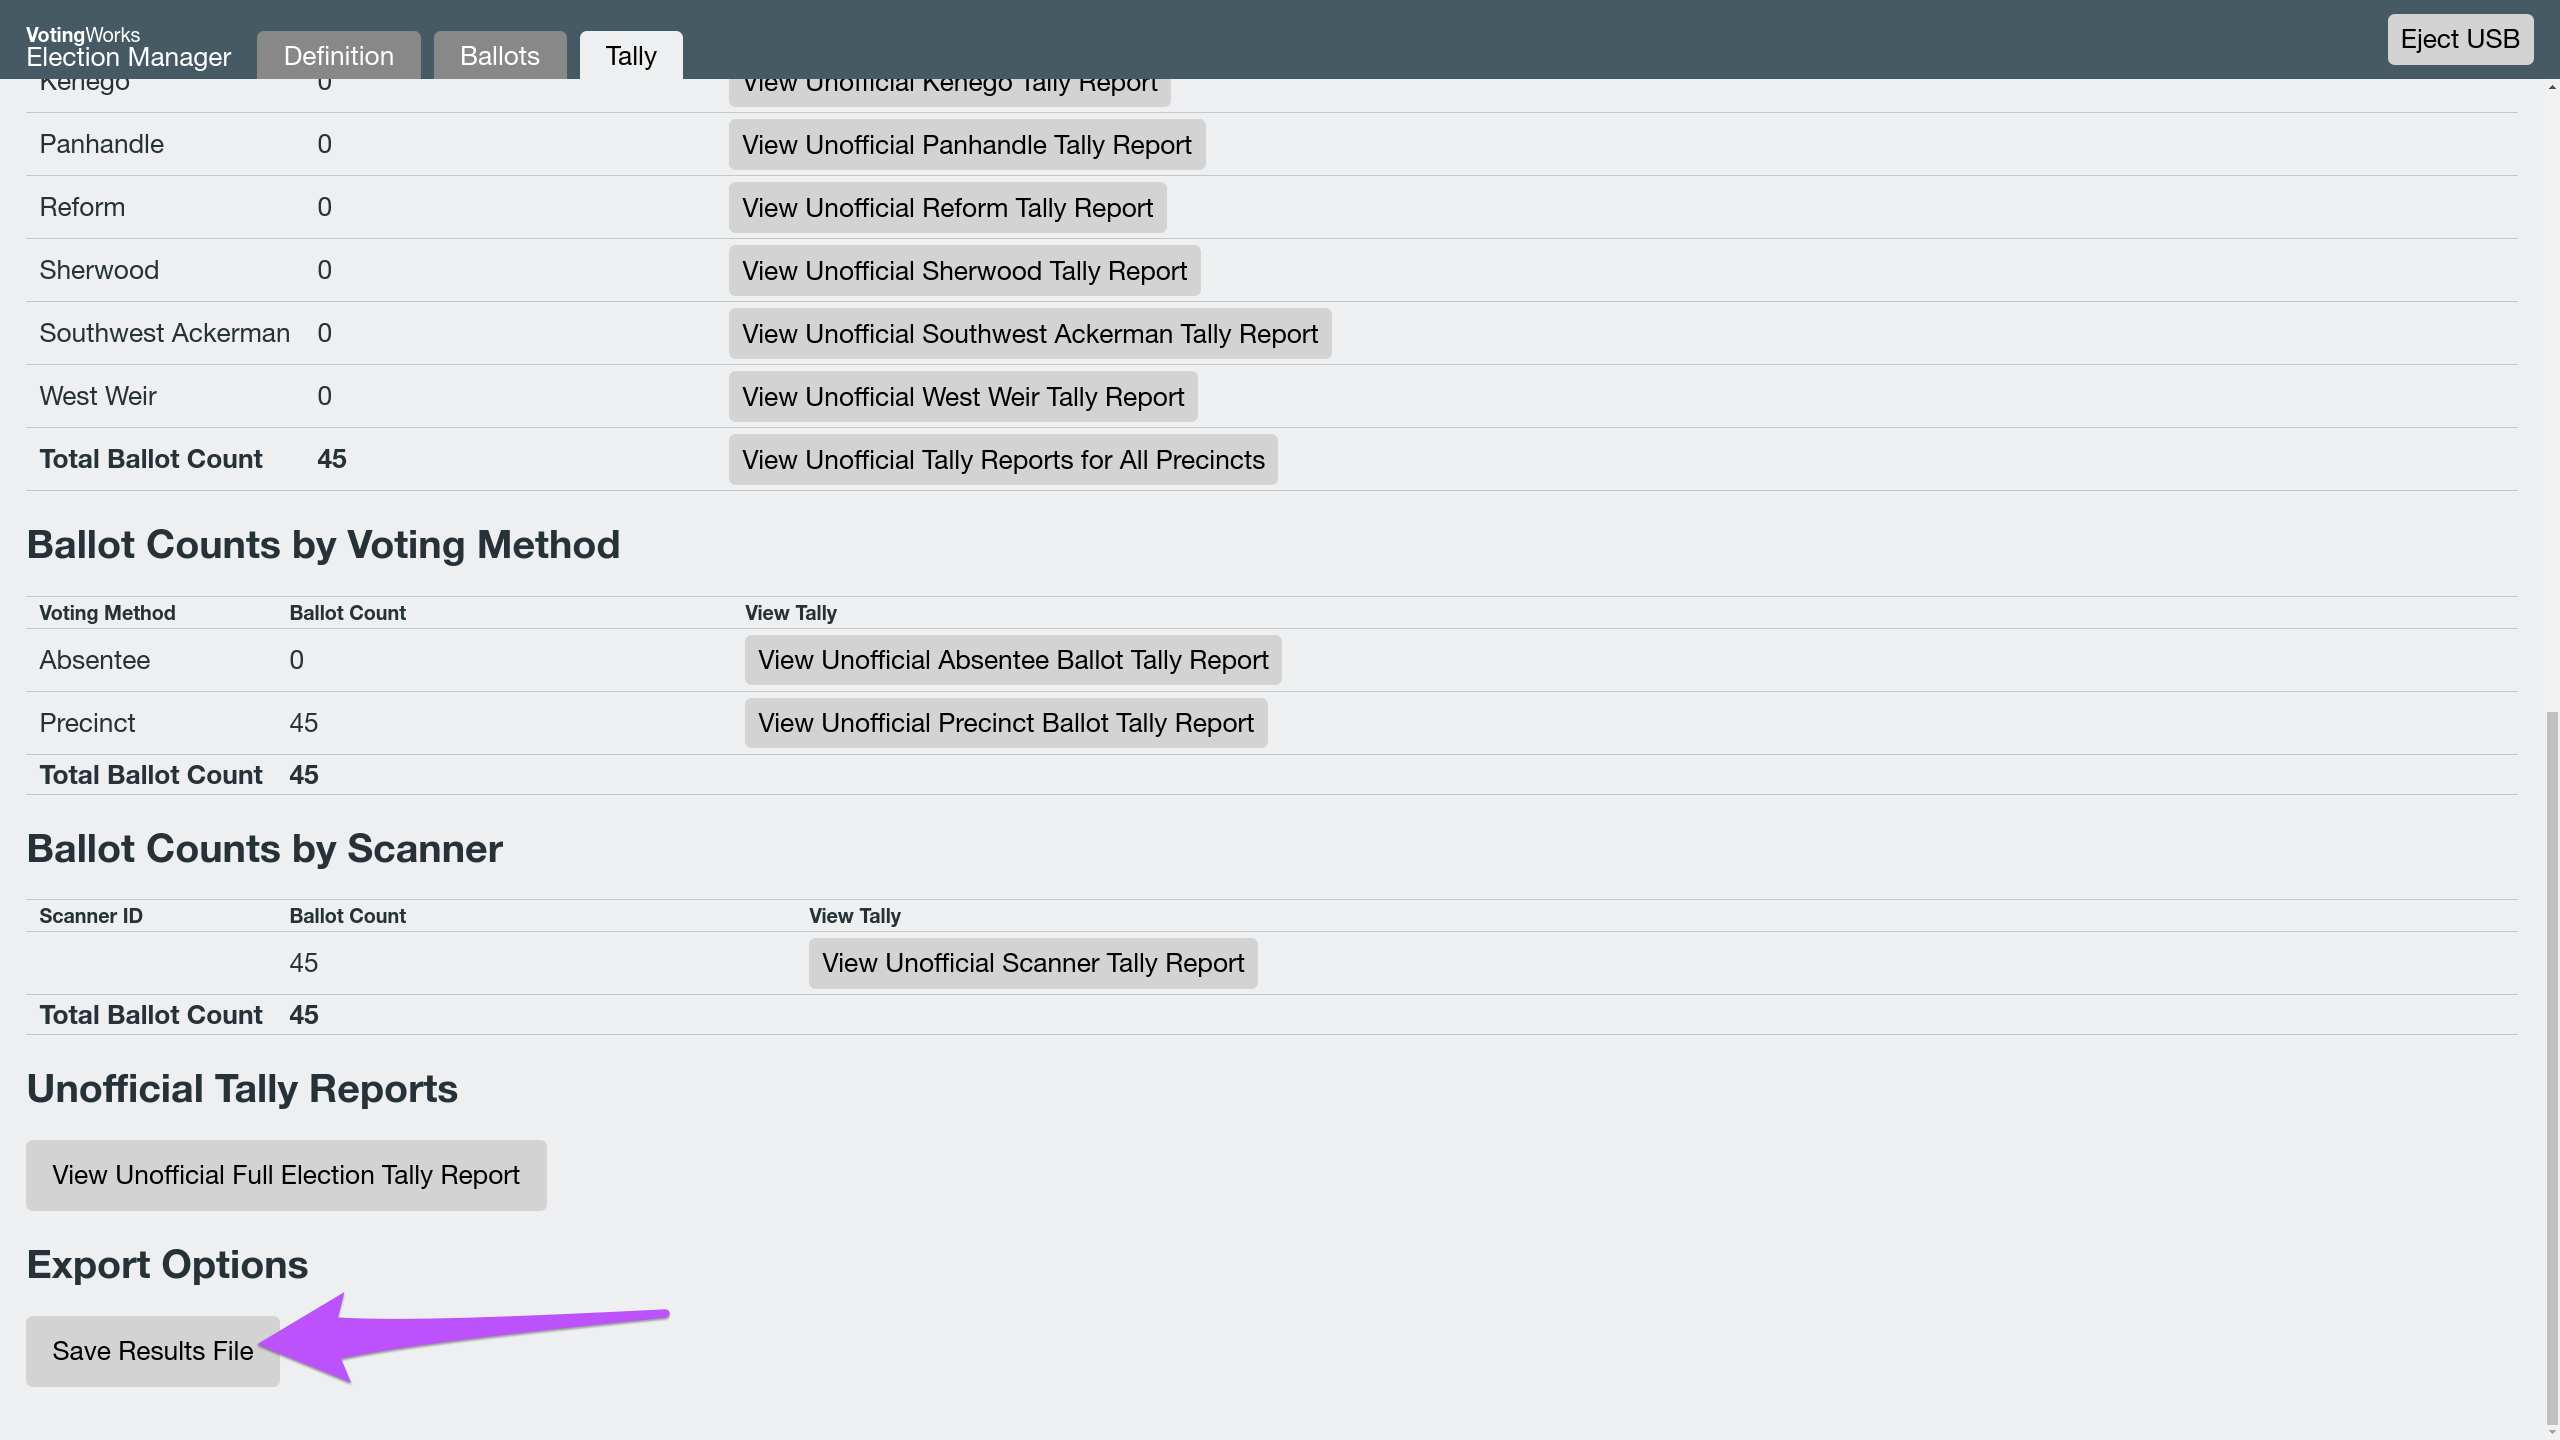 VotingWorks
Election Manager
Definition
Ballots
Tally
Eject USB
Kenego 0 View Unofficial Kenego Tally Report
Panhandle 0 View Unofficial Panhandle Tally Report
Reform 0 View Unofficial Reform Tally Report
Sherwood 0 View Unofficial Sherwood Tally Report
Southwest Ackerman 0 View Unofficial Southwest Ackerman Tally Report
West Weir 0 View Unofficial West Weir Tally Report
Total Ballot Count 45 View Unofficial Tally Reports for All Precincts
Ballot Counts by Voting Method
Voting Method Ballot Count View Tally
Absentee 0 View Unofficial Absentee Ballot Tally Report
Precinct 45 View Unofficial Precinct Ballot Tally Report
Total Ballot Count 45
Ballot Counts by Scanner
Scanner ID Ballot Count View Tally
45 View Unofficial Scanner Tally Report
Total Ballot Count 45
Unofficial Tally Reports
View Unofficial Full Election Tally Report
Export Options
Save Results File